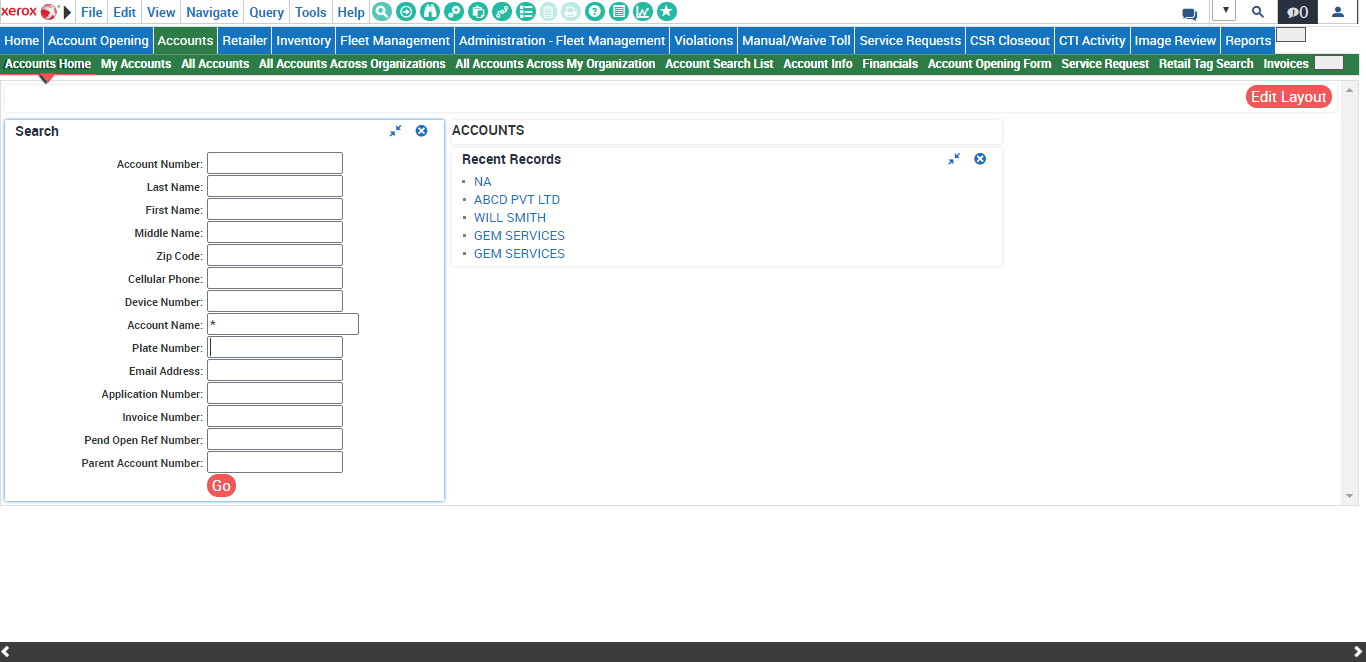 xerox File Edit View Navigate Query Tools Help 0
Home Account Opening Accounts Retailer Inventory Fleet Management Administration - Fleet Management Violations Manual/Waive Toll Service Requests CSR Closeout CTI Activity Image Review Reports
Accounts Home My Accounts All Accounts All Accounts Across Organizations All Accounts Across My Organization Account Search List Account Info Financials Account Opening Form Service Request Retail Tag Search Invoices
Edit Layout
Search
Account Number:
Last Name:
First Name:
Middle Name:
Zip Code:
Cellular Phone:
Device Number:
Account Name: *
Plate Number:
Email Address:
Application Number:
Invoice Number:
Pend Open Ref Number:
Parent Account Number:
Go
ACCOUNTS
Recent Records
NA
ABCD PVT LTD
WILL SMITH
GEM SERVICES
GEM SERVICES